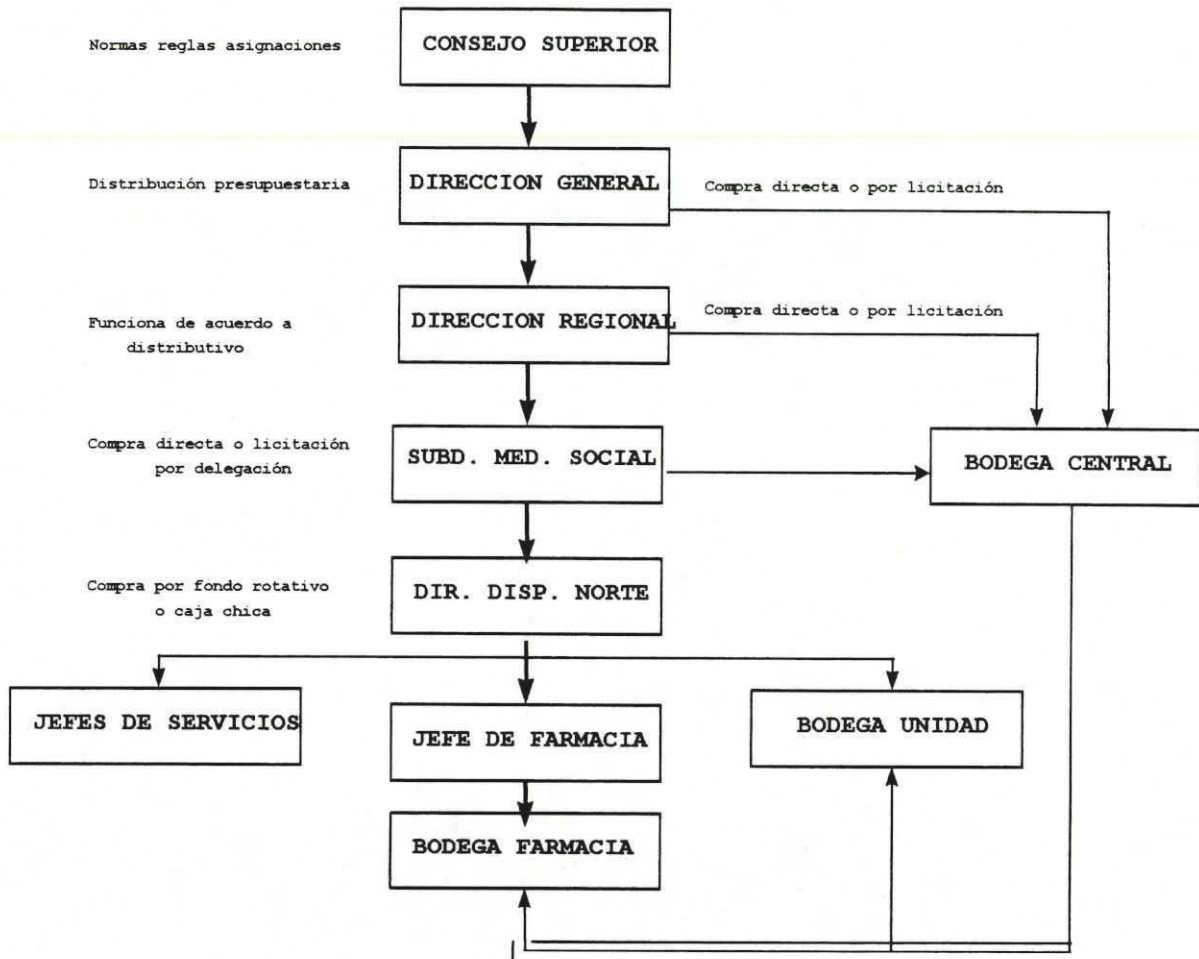 Normas reglas asignaciones
CONSEJO SUPERIOR
Distribución presupuestaria
DIRECCION GENERAL
Compra directa o por licitación
Funciona de acuerdo a
distributivo
DIRECCION REGIONAL
Compra directa o por licitación
Compra directa o licitación
por delegación
SUBD. MED. SOCIAL
BODEGA CENTRAL
Compra por fondo rotativo
o caja chica
DIR. DISP. NORTE
JEFES DE SERVICIOS
JEFE DE FARMACIA
BODEGA UNIDAD
BODEGA FARMACIA